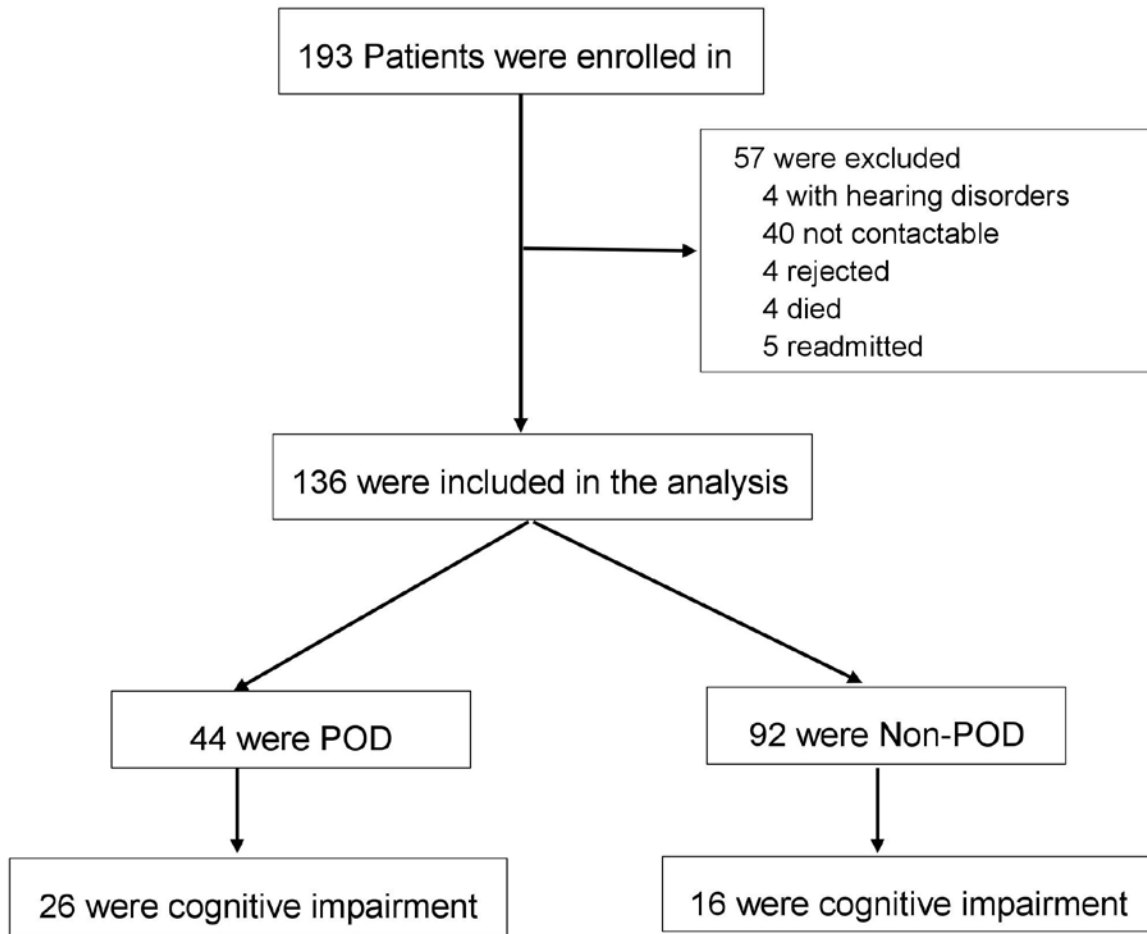 193 Patients were enrolled in
57 were excluded
4 with hearing disorders
40 not contactable
4 rejected
4 died
5 readmitted
136 were included in the analysis
44 were POD
92 were Non-POD
26 were cognitive impairment
16 were cognitive impairment